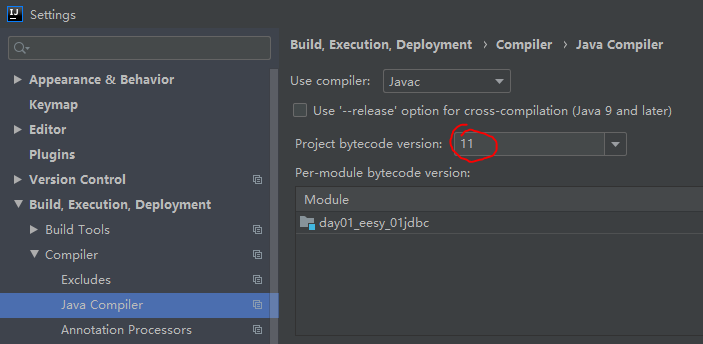 IJ
Settings
Appearance & Behavior
Keymap
Editor
Plugins
Version Control
Build, Execution, Deployment
Build Tools
Compiler
Excludes
Java Compiler
Annotation Processors
Build, Execution, Deployment › Compiler › Java Compiler
Use compiler: Javac
Use '--release' option for cross-compilation (Java 9 and later)
Project bytecode version: 11
Per-module bytecode version:
Module
day01_eesy_01jdbc